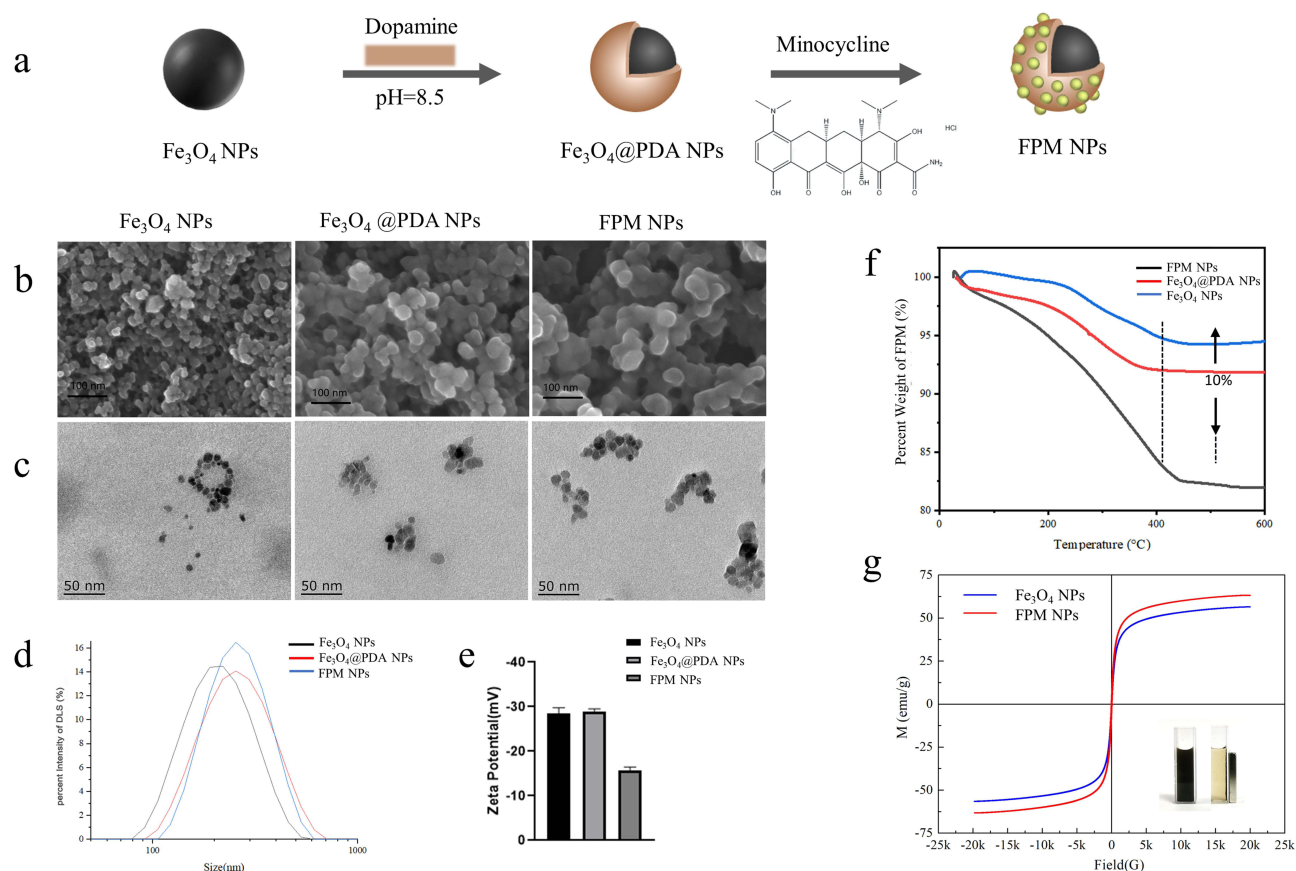 a
Dopamine
pH=8.5
Minocycline
Fe₃O₄ NPs
Fe₃O₄@PDA NPs
FPM NPs
N
N
H
H
OH
HCl
NH₂
OH
O
OH
OH
O
O
Fe₃O₄ NPs
Fe₃O₄ @PDA NPs
FPM NPs
b
100 nm
100 nm
100 nm
c
50 nm
50 nm
50 nm
d
Fe₃O₄ NPs
Fe₃O₄@PDA NPs
FPM NPs
percent Intensity of DLS (%)
16
14
12
10
8
6
4
2
0
100
1000
Size(nm)
e
Fe₃O₄ NPs
Fe₃O₄@PDA NPs
FPM NPs
Zeta Potential(mV)
-40
-30
-20
-10
0
f
FPM NPs
Fe₃O₄@PDA NPs
Fe₃O₄ NPs
Percent Weight of FPM (%)
100
95
90
85
80
10%
0
200
400
600
Temperature (°C)
g
Fe₃O₄ NPs
FPM NPs
M (emu/g)
75
50
25
0
-25
-50
-75
-25k
-20k
-15k
-10k
-5k
0
5k
10k
15k
20k
25k
Field(G)